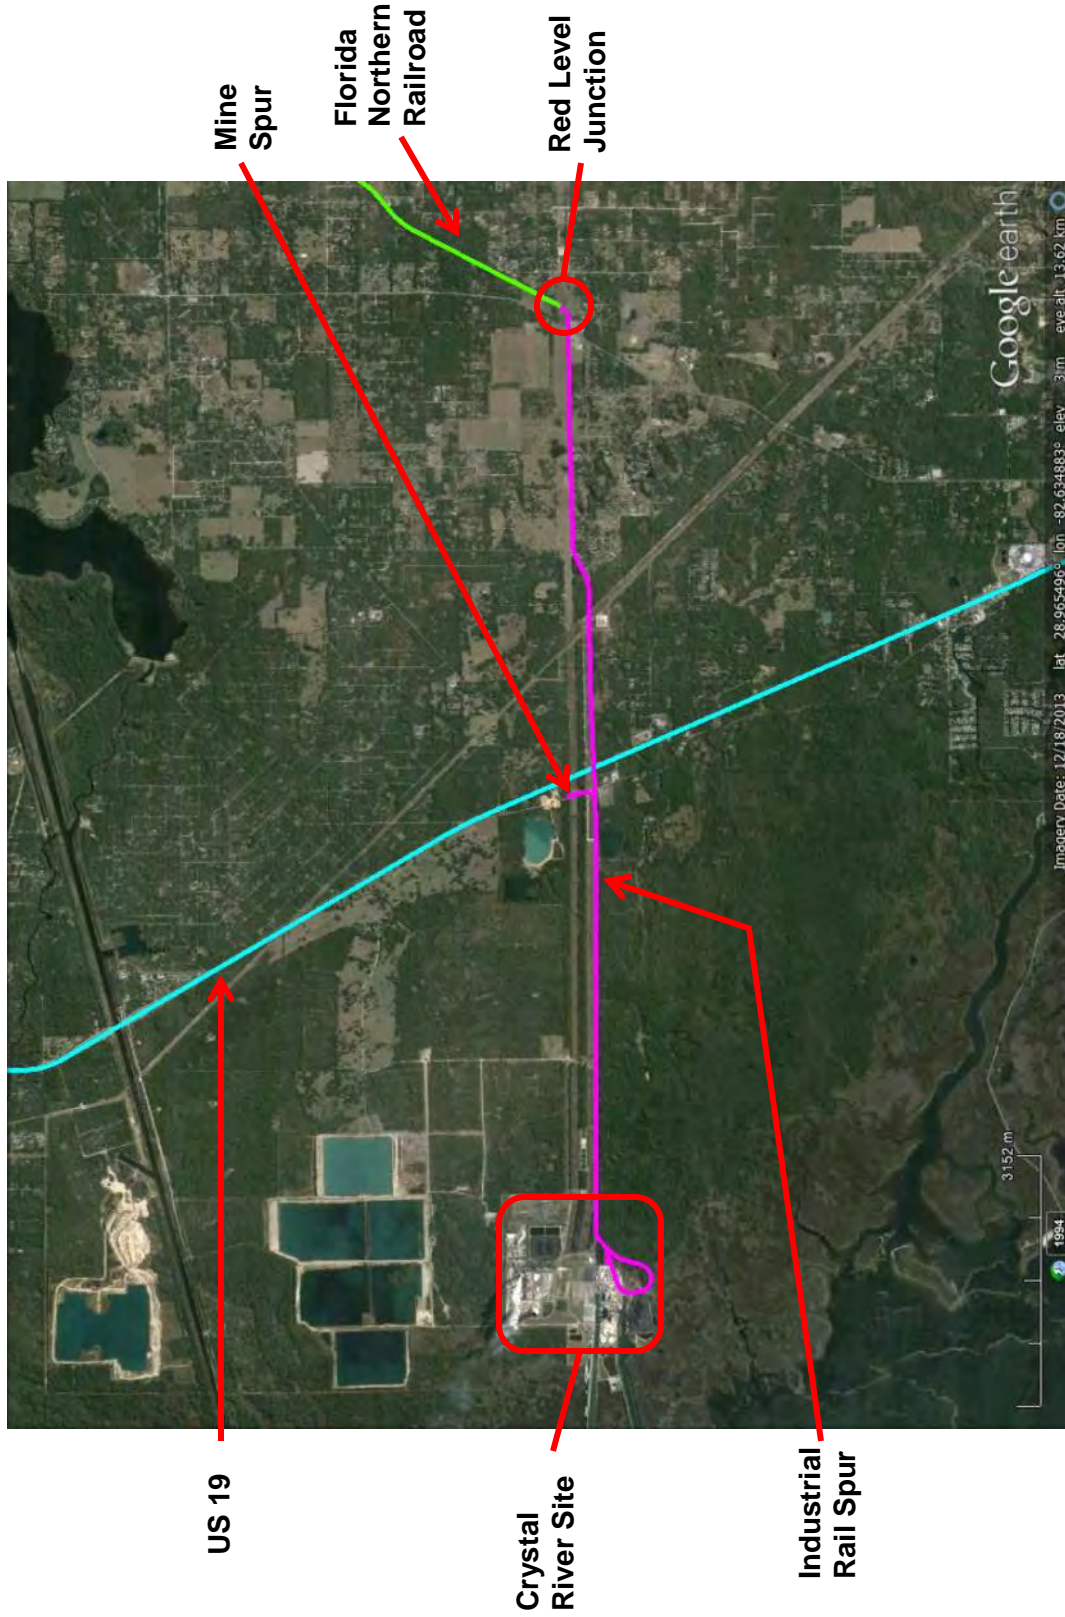 Mine
Spur
Florida
Northern
Railroad
Red Level
Junction
US 19
Crystal
River Site
Industrial
Rail Spur
3152 m
1994
Google earth
Imagery Date: 12/18/2013 lat 28.965496° lon -82.634883° elev 3 m eye alt 13.62 km